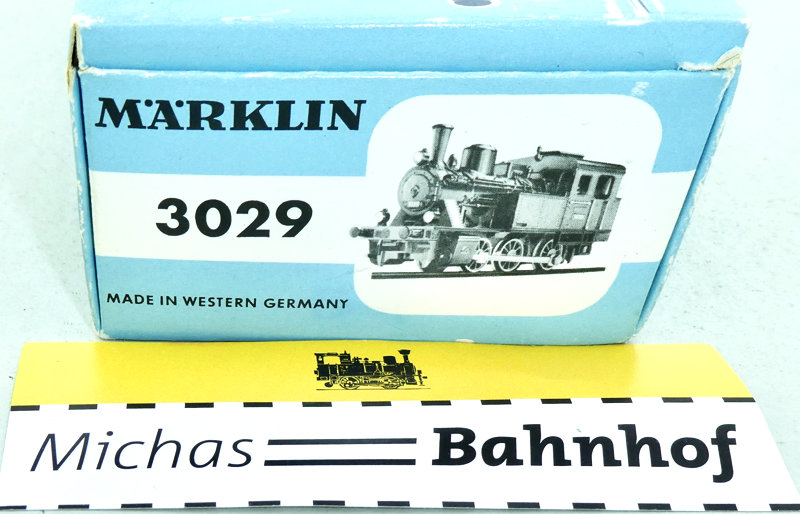 MÄRKLIN
3029
MADE IN WESTERN GERMANY
Michas Bahnhof